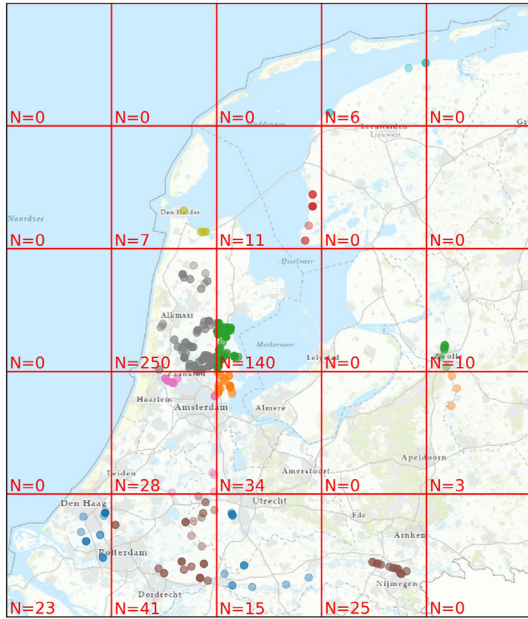 N=0 N=0 N=0 N=6 N=0
Leeuwarden
Noordzee
Den Helder
N=0 N=7 N=11 N=0 N=0
IJsselmeer
Alkmaar
Markermeer
Lelystad
N=0 N=250 N=140 N=0 N=10
Zaanstad
Haarlem
Amsterdam
Almere
Apeldoorn
Leiden
Amersfoort
N=0 N=28 N=34 N=0 N=3
Den Haag
Utrecht
Ede
Arnhem
Rotterdam
Nijmegen
Dordrecht
N=23 N=41 N=15 N=25 N=0